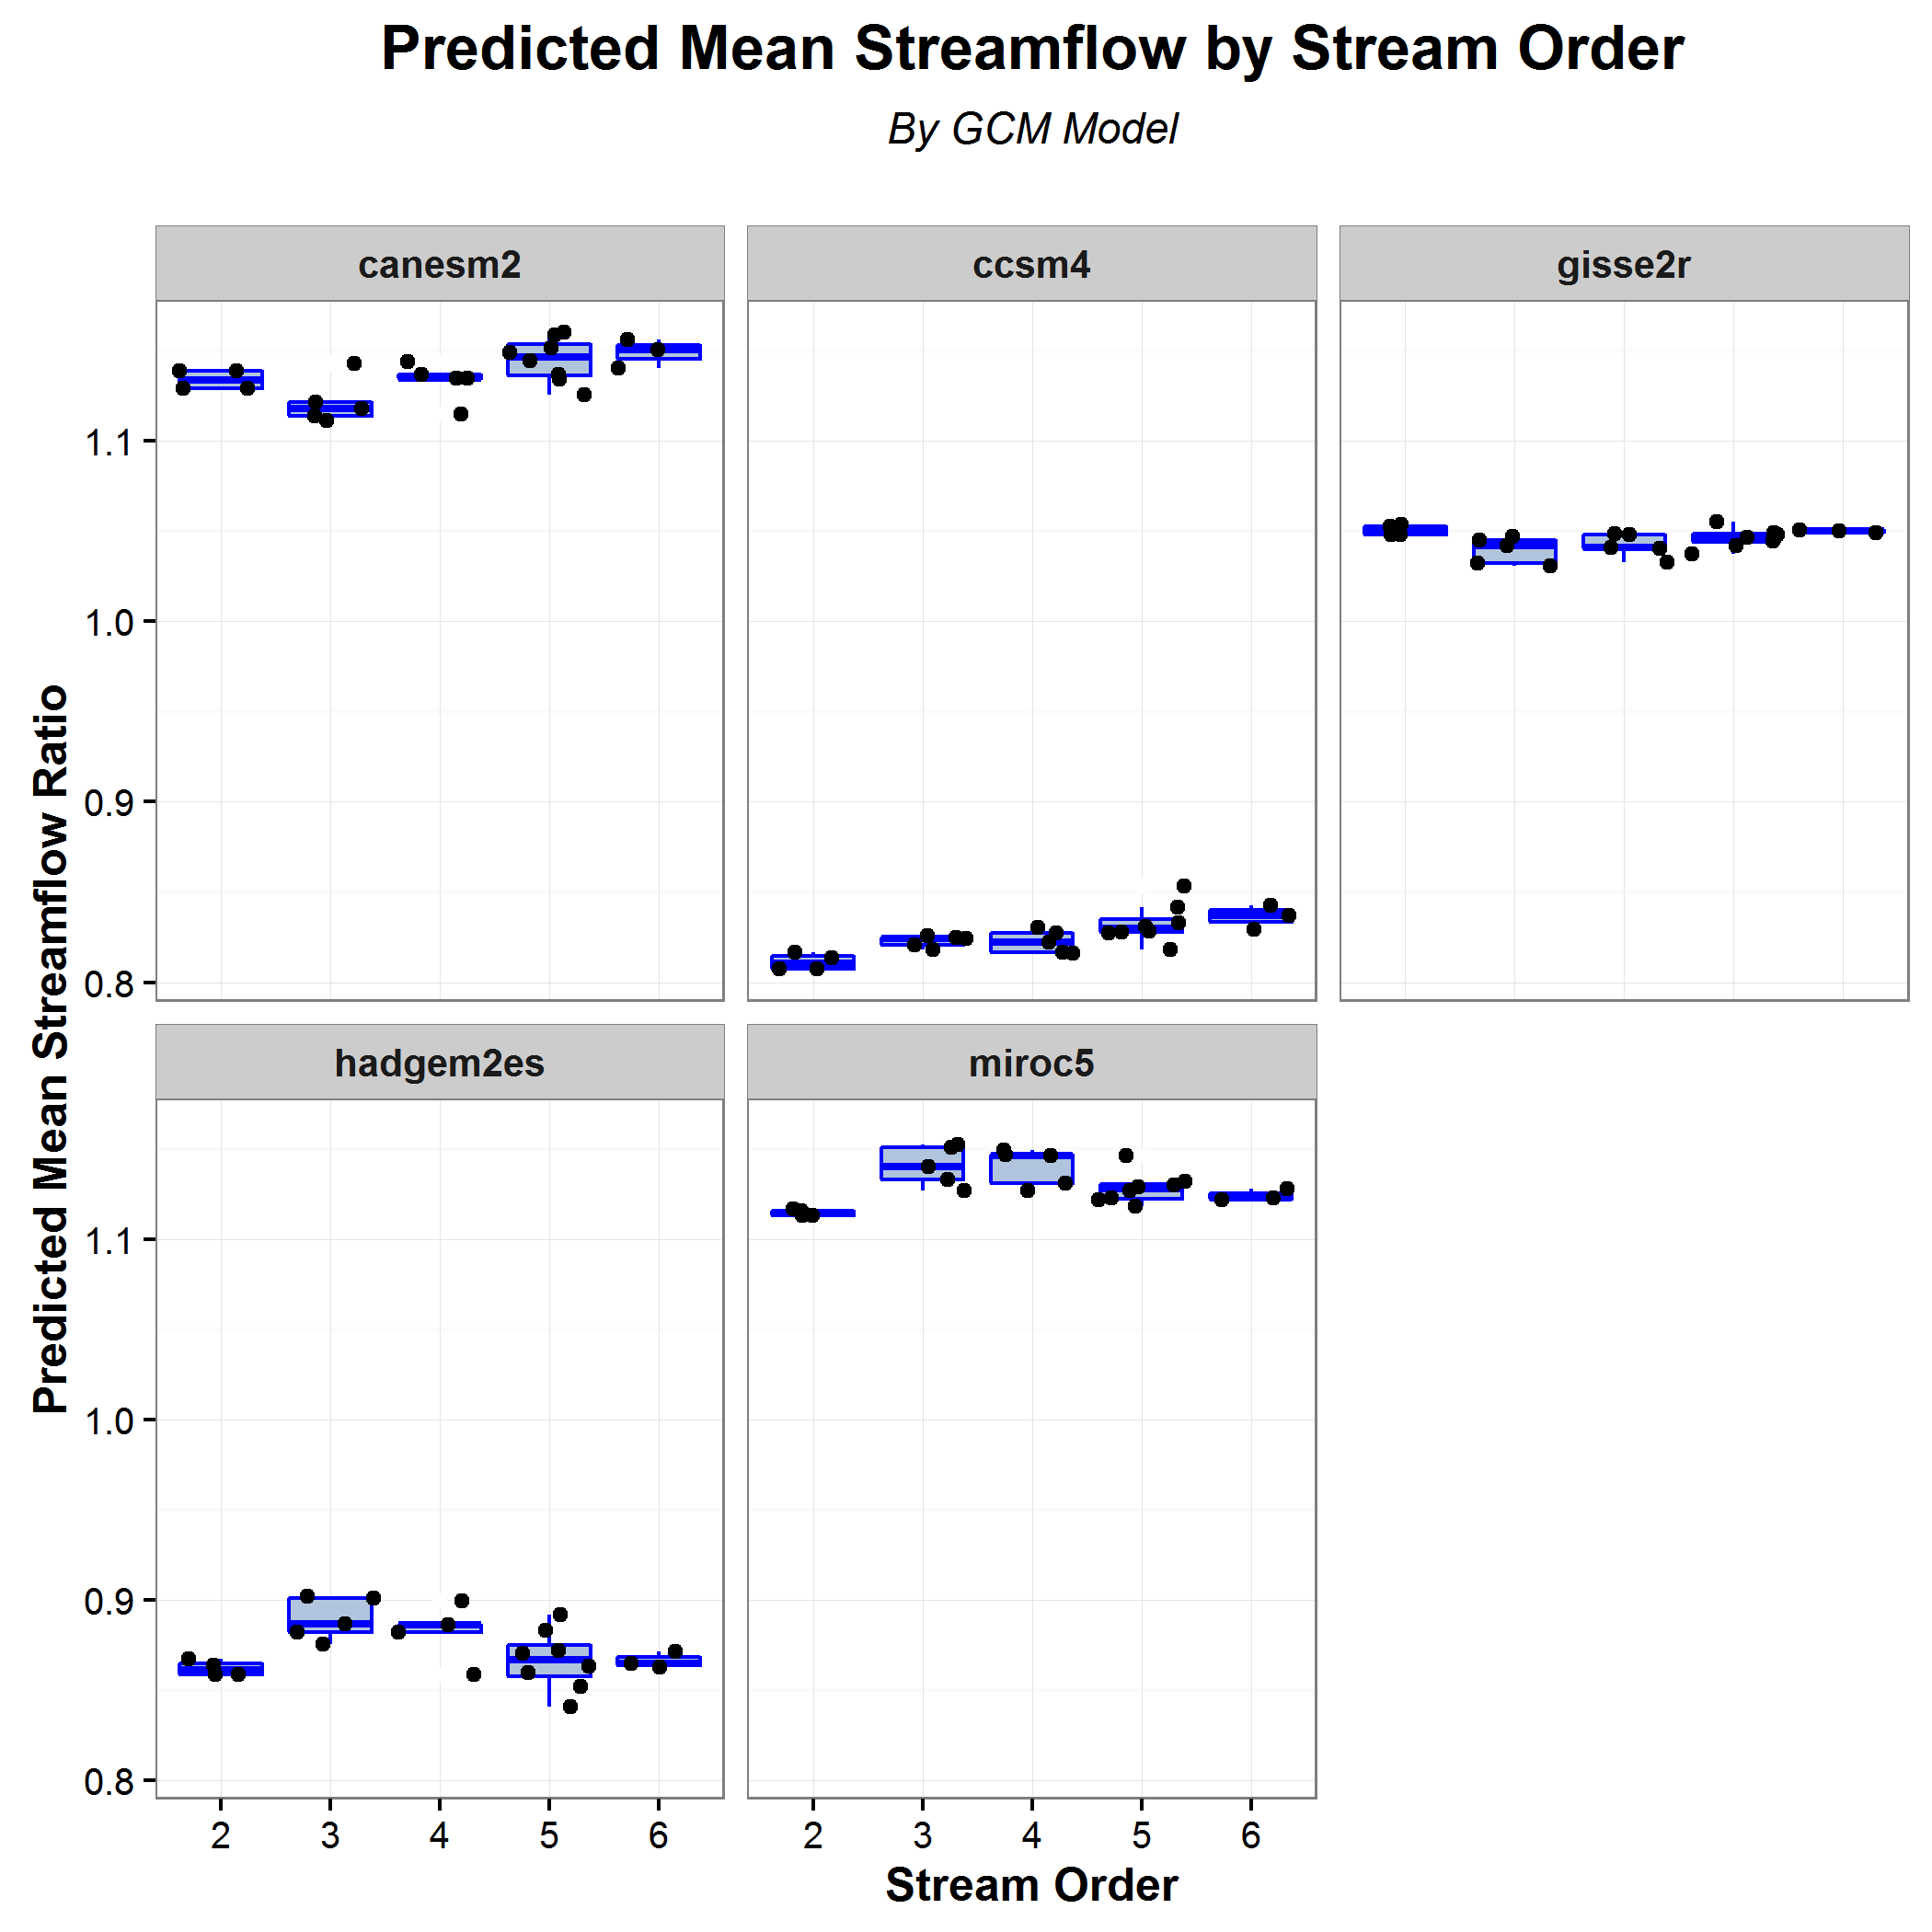 Predicted Mean Streamflow by Stream Order
By GCM Model
canesm2
ccsm4
gisse2r
1.1
1.0
0.9
0.8
Predicted Mean Streamflow Ratio
hadgem2es
miroc5
1.1
1.0
0.9
0.8
2 3 4 5 6
2 3 4 5 6
Stream Order